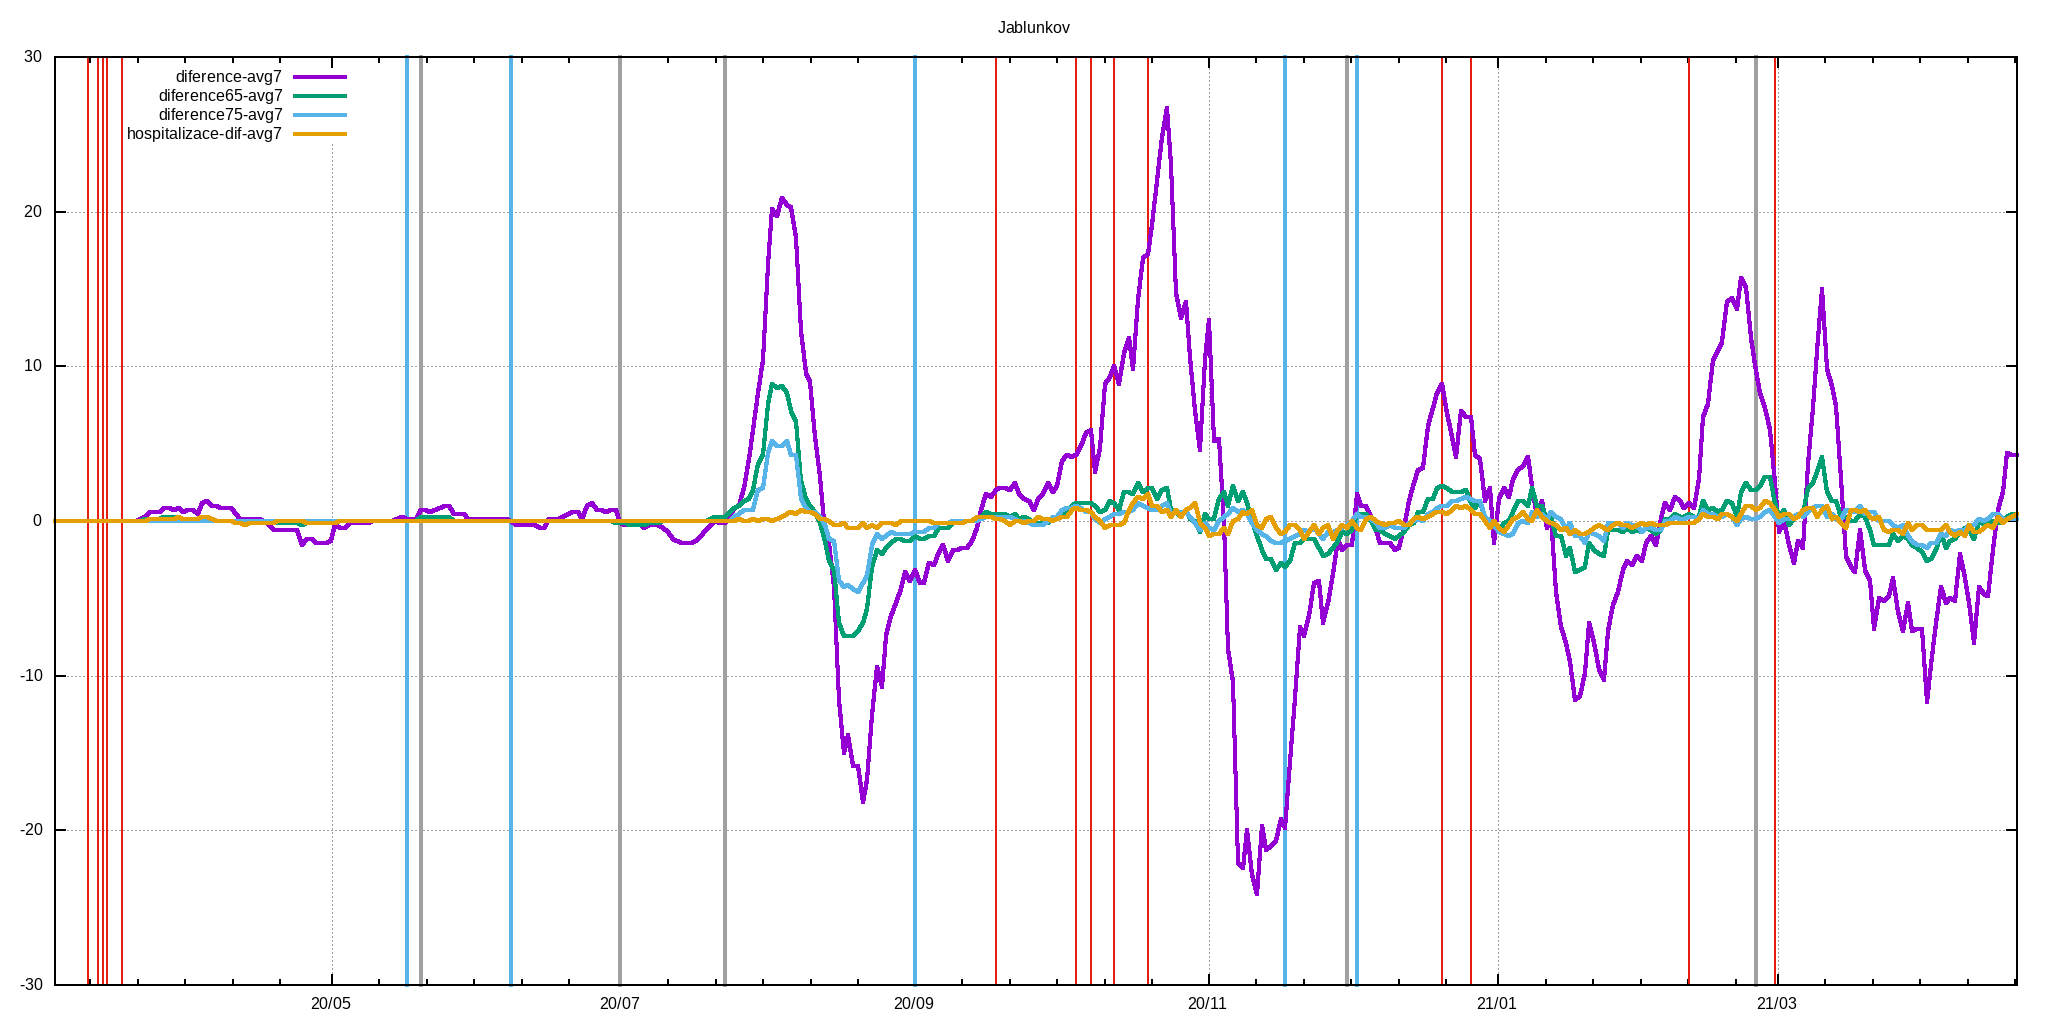 Jablunkov
30
diference-avg7
diference65-avg7
diference75-avg7
hospitalizace-dif-avg7
20
10
0
-10
-20
-30
20/05 20/07 20/09 20/11 21/01 21/03